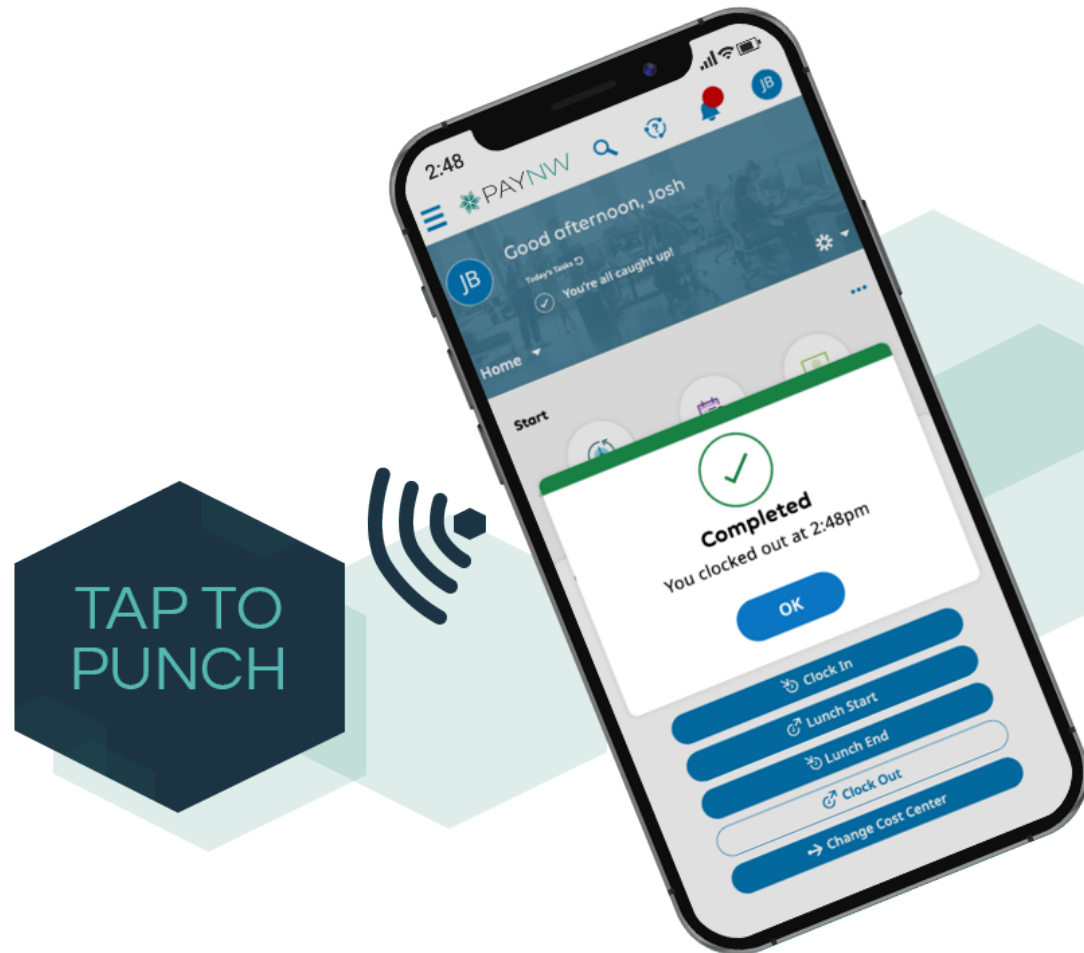 2:48
PAYNW
JB
Good afternoon, Josh
JB
Today's Tasks
You're all caught up!
Home
Start
Completed
You clocked out at 2:48pm
OK
Clock In
Lunch Start
Lunch End
Clock Out
Change Cost Center
TAP TO
PUNCH